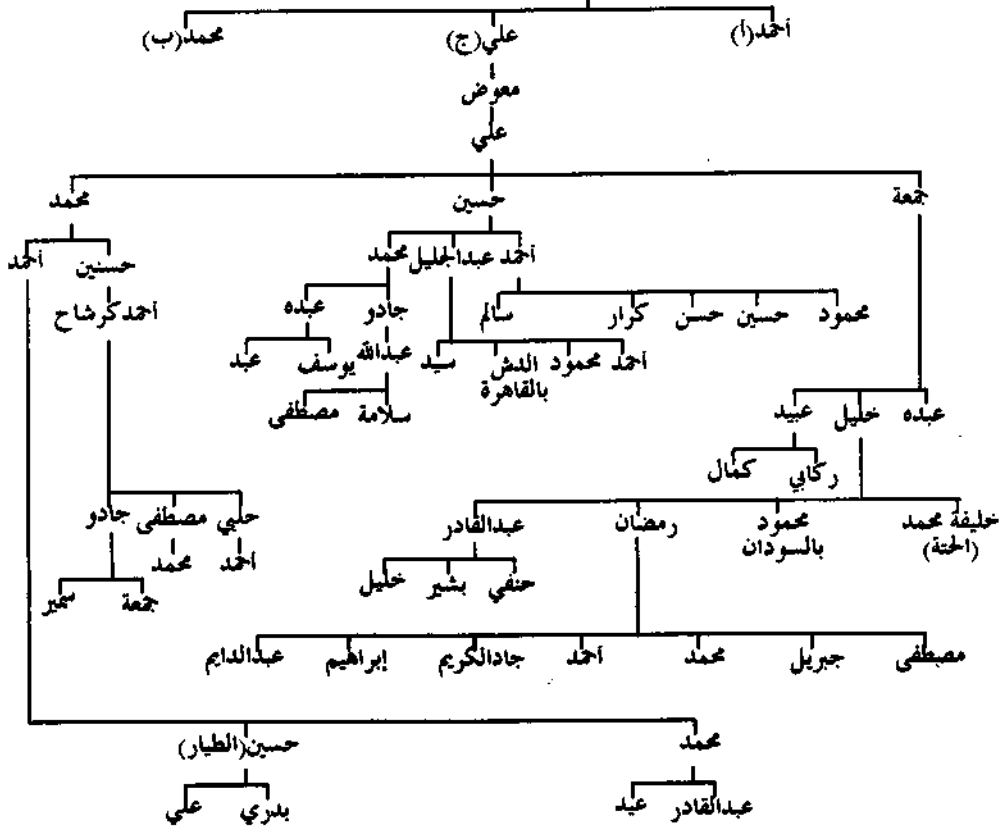 أحمد(أ) علي(ج) محمد(ب)
معوض
علي
جمعة حسين محمد
أحمد عبدالجليل محمد حسنين أحمد
محمود حسين حسن كرار سالم جادو عبده أحمدكرشاح
أحمد محمود الدش سيد عبدالله يوسف عبد
بالقاهرة
عبده خليل عبيد سلامة مصطفى
ركابي كمال
خليفة محمد محمود رمضان عبدالقادر حلبي مصطفى جادو
(الحتة) بالسودان
حنفي بشير خليل أحمد محمد
جمعة سمير
مصطفى جبريل محمد أحمد جادالكريم إبراهيم عبدالدايم
محمد حسين(الطيار)
عبدالقادر عيد بدري علي